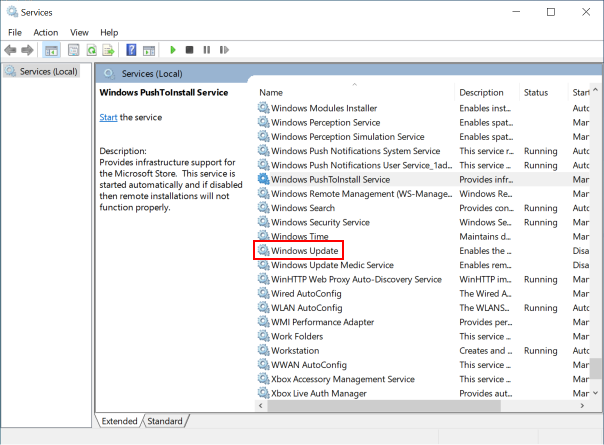 Services
File Action View Help
Services (Local)
Services (Local)
Windows PushToInstall Service
Start the service
Description:
Provides infrastructure support for
the Microsoft Store. This service is
started automatically and if disabled
then remote installations will not
function properly.
Name Description Status Start
Windows Modules Installer Enables inst... Auto
Windows Perception Service Enables spat... Man
Windows Perception Simulation Service Enables spat... Man
Windows Push Notifications System Service This service r... Running Auto
Windows Push Notifications User Service_1ad... This service ... Running Auto
Windows PushToInstall Service Provides infr... Man
Windows Remote Management (WS-Manage... Windows Re... Man
Windows Search Provides con... Running Auto
Windows Security Service Windows Se... Running Man
Windows Time Maintains d... Man
Windows Update Enables the ... Disa
Windows Update Medic Service Enables rem... Man
WinHTTP Web Proxy Auto-Discovery Service WinHTTP im... Running Man
Wired AutoConfig The Wired A... Man
WLAN AutoConfig The WLANS... Running Auto
WMI Performance Adapter Provides per... Man
Work Folders This service ... Man
Workstation Creates and ... Running Auto
WWAN AutoConfig This service ... Man
Xbox Accessory Management Service This service ... Man
Xbox Live Auth Manager Provides aut... Man
Extended Standard